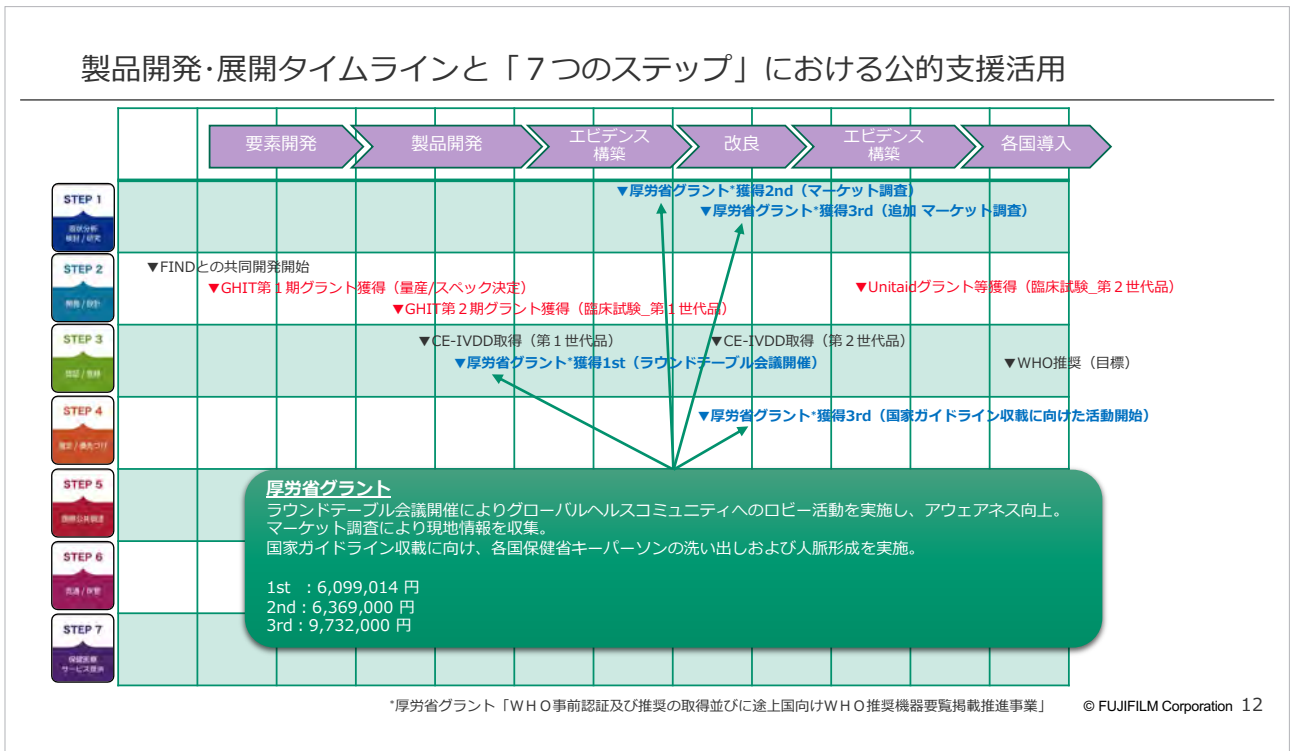 製品開発･展開タイムラインと「７つのステップ」における公的支援活用
要素開発
製品開発
エビデンス
構築
改良
エビデンス
構築
各国導入
STEP 1
▼厚労省グラント*獲得2nd（マーケット調査）
▼厚労省グラント*獲得3rd（追加 マーケット調査）
STEP 2
▼FINDとの共同開発開始
▼GHIT第１期グラント獲得（量産/スペック決定）
▼Unitaidグラント等獲得（臨床試験_第２世代品）
▼GHIT第２期グラント獲得（臨床試験_第１世代品）
STEP 3
▼CE-IVDD取得（第１世代品）
▼CE-IVDD取得（第２世代品）
▼厚労省グラント*獲得1st（ラウンドテーブル会議開催）
▼WHO推奨（目標）
STEP 4
▼厚労省グラント*獲得3rd（国家ガイドライン収載に向けた活動開始）
STEP 5
STEP 6
STEP 7
保健医療
サービス提供
厚労省グラント
ラウンドテーブル会議開催によりグローバルヘルスコミュニティへのロビー活動を実施し、アウェアネス向上。
マーケット調査により現地情報を収集。
国家ガイドライン収載に向け、各国保健省キーパーソンの洗い出しおよび人脈形成を実施。
1st ：6,099,014 円
2nd：6,369,000 円
3rd：9,732,000 円
*厚労省グラント「ＷＨＯ事前認証及び推奨の取得並びに途上国向けＷＨＯ推奨機器要覧掲載推進事業」
© FUJIFILM Corporation 12